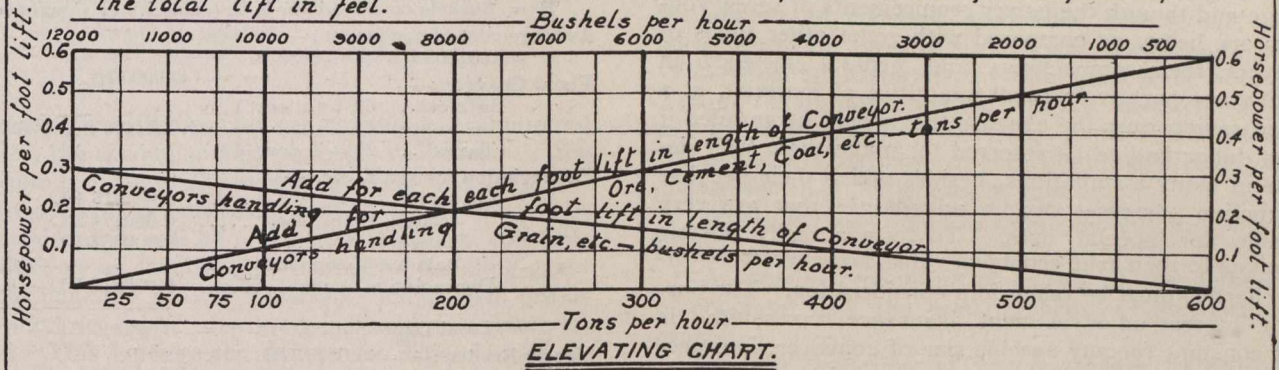 the total lift in feet.
Bushels per hour
12000 11000 10000 9000 8000 7000 6000 5000 4000 3000 2000 1000 500
Horsepower per foot lift.
0.6
0.5
0.4
0.3
0.2
0.1
Add for each each foot lift in length of Conveyor.
Conveyors handling Ore, Cement, Coal, etc. - tons per hour.
Add for foot lift in length of Conveyor
Conveyors handling Grain, etc. - bushels per hour.
0.6
0.5
0.4
0.3
0.2
0.1
Horsepower per foot lift.
25 50 75 100 200 300 400 500 600
Tons per hour
ELEVATING CHART.